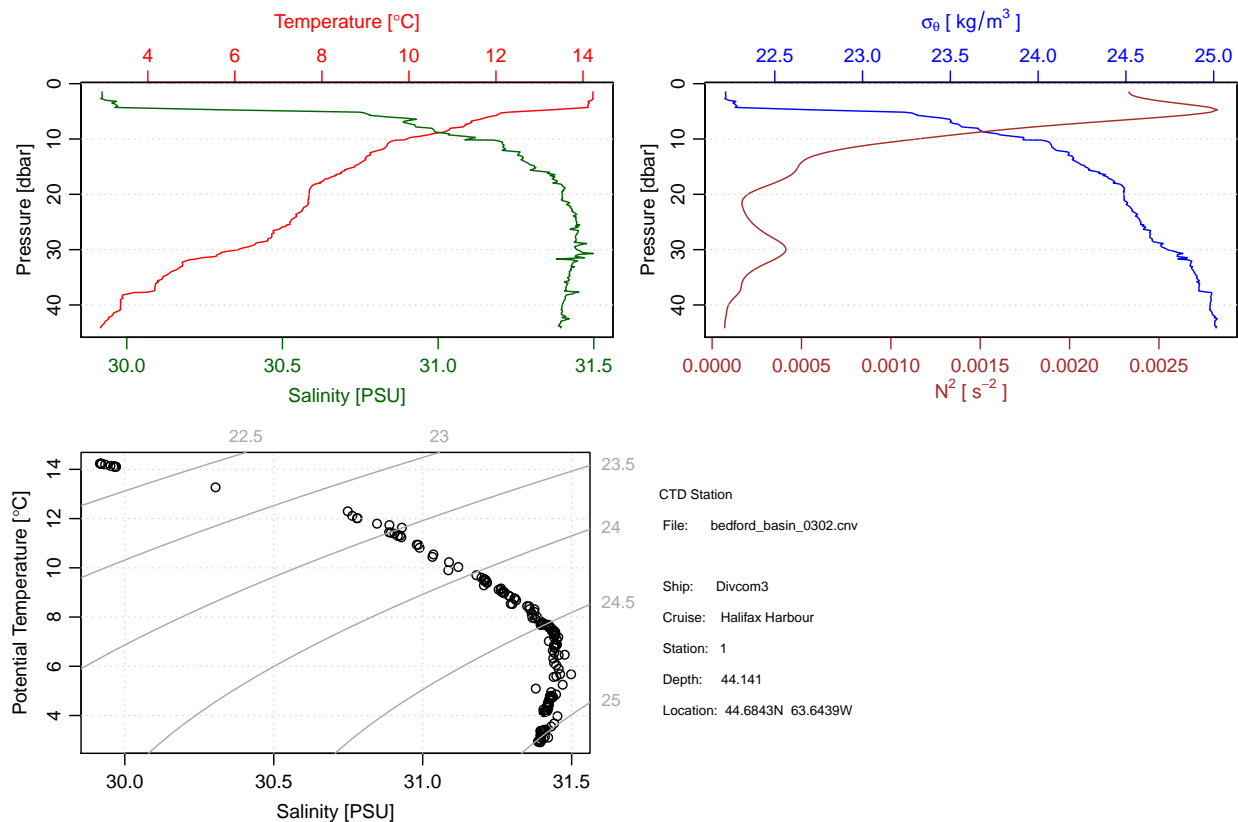 Temperature [°C]
4 6 8 10 12 14
0
10
20
30
40
Pressure [dbar]
30.0 30.5 31.0 31.5
Salinity [PSU]
σθ [ kg/m³ ]
22.5 23.0 23.5 24.0 24.5 25.0
0
10
20
30
40
Pressure [dbar]
0.0000 0.0005 0.0010 0.0015 0.0020 0.0025
N² [ s⁻² ]
22.5 23
23.5
24
24.5
25
14
12
10
8
6
4
Potential Temperature [°C]
30.0 30.5 31.0 31.5
Salinity [PSU]
CTD Station
File: bedford_basin_0302.cnv
Ship: Divcom3
Cruise: Halifax Harbour
Station: 1
Depth: 44.141
Location: 44.6843N 63.6439W